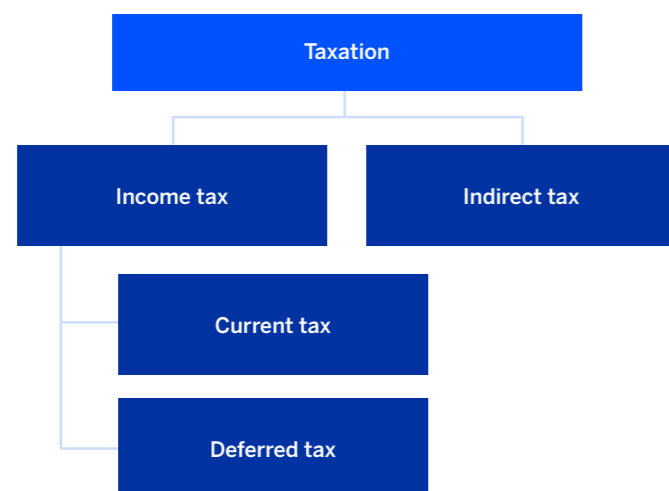 Taxation
Income tax
Indirect tax
Current tax
Deferred tax